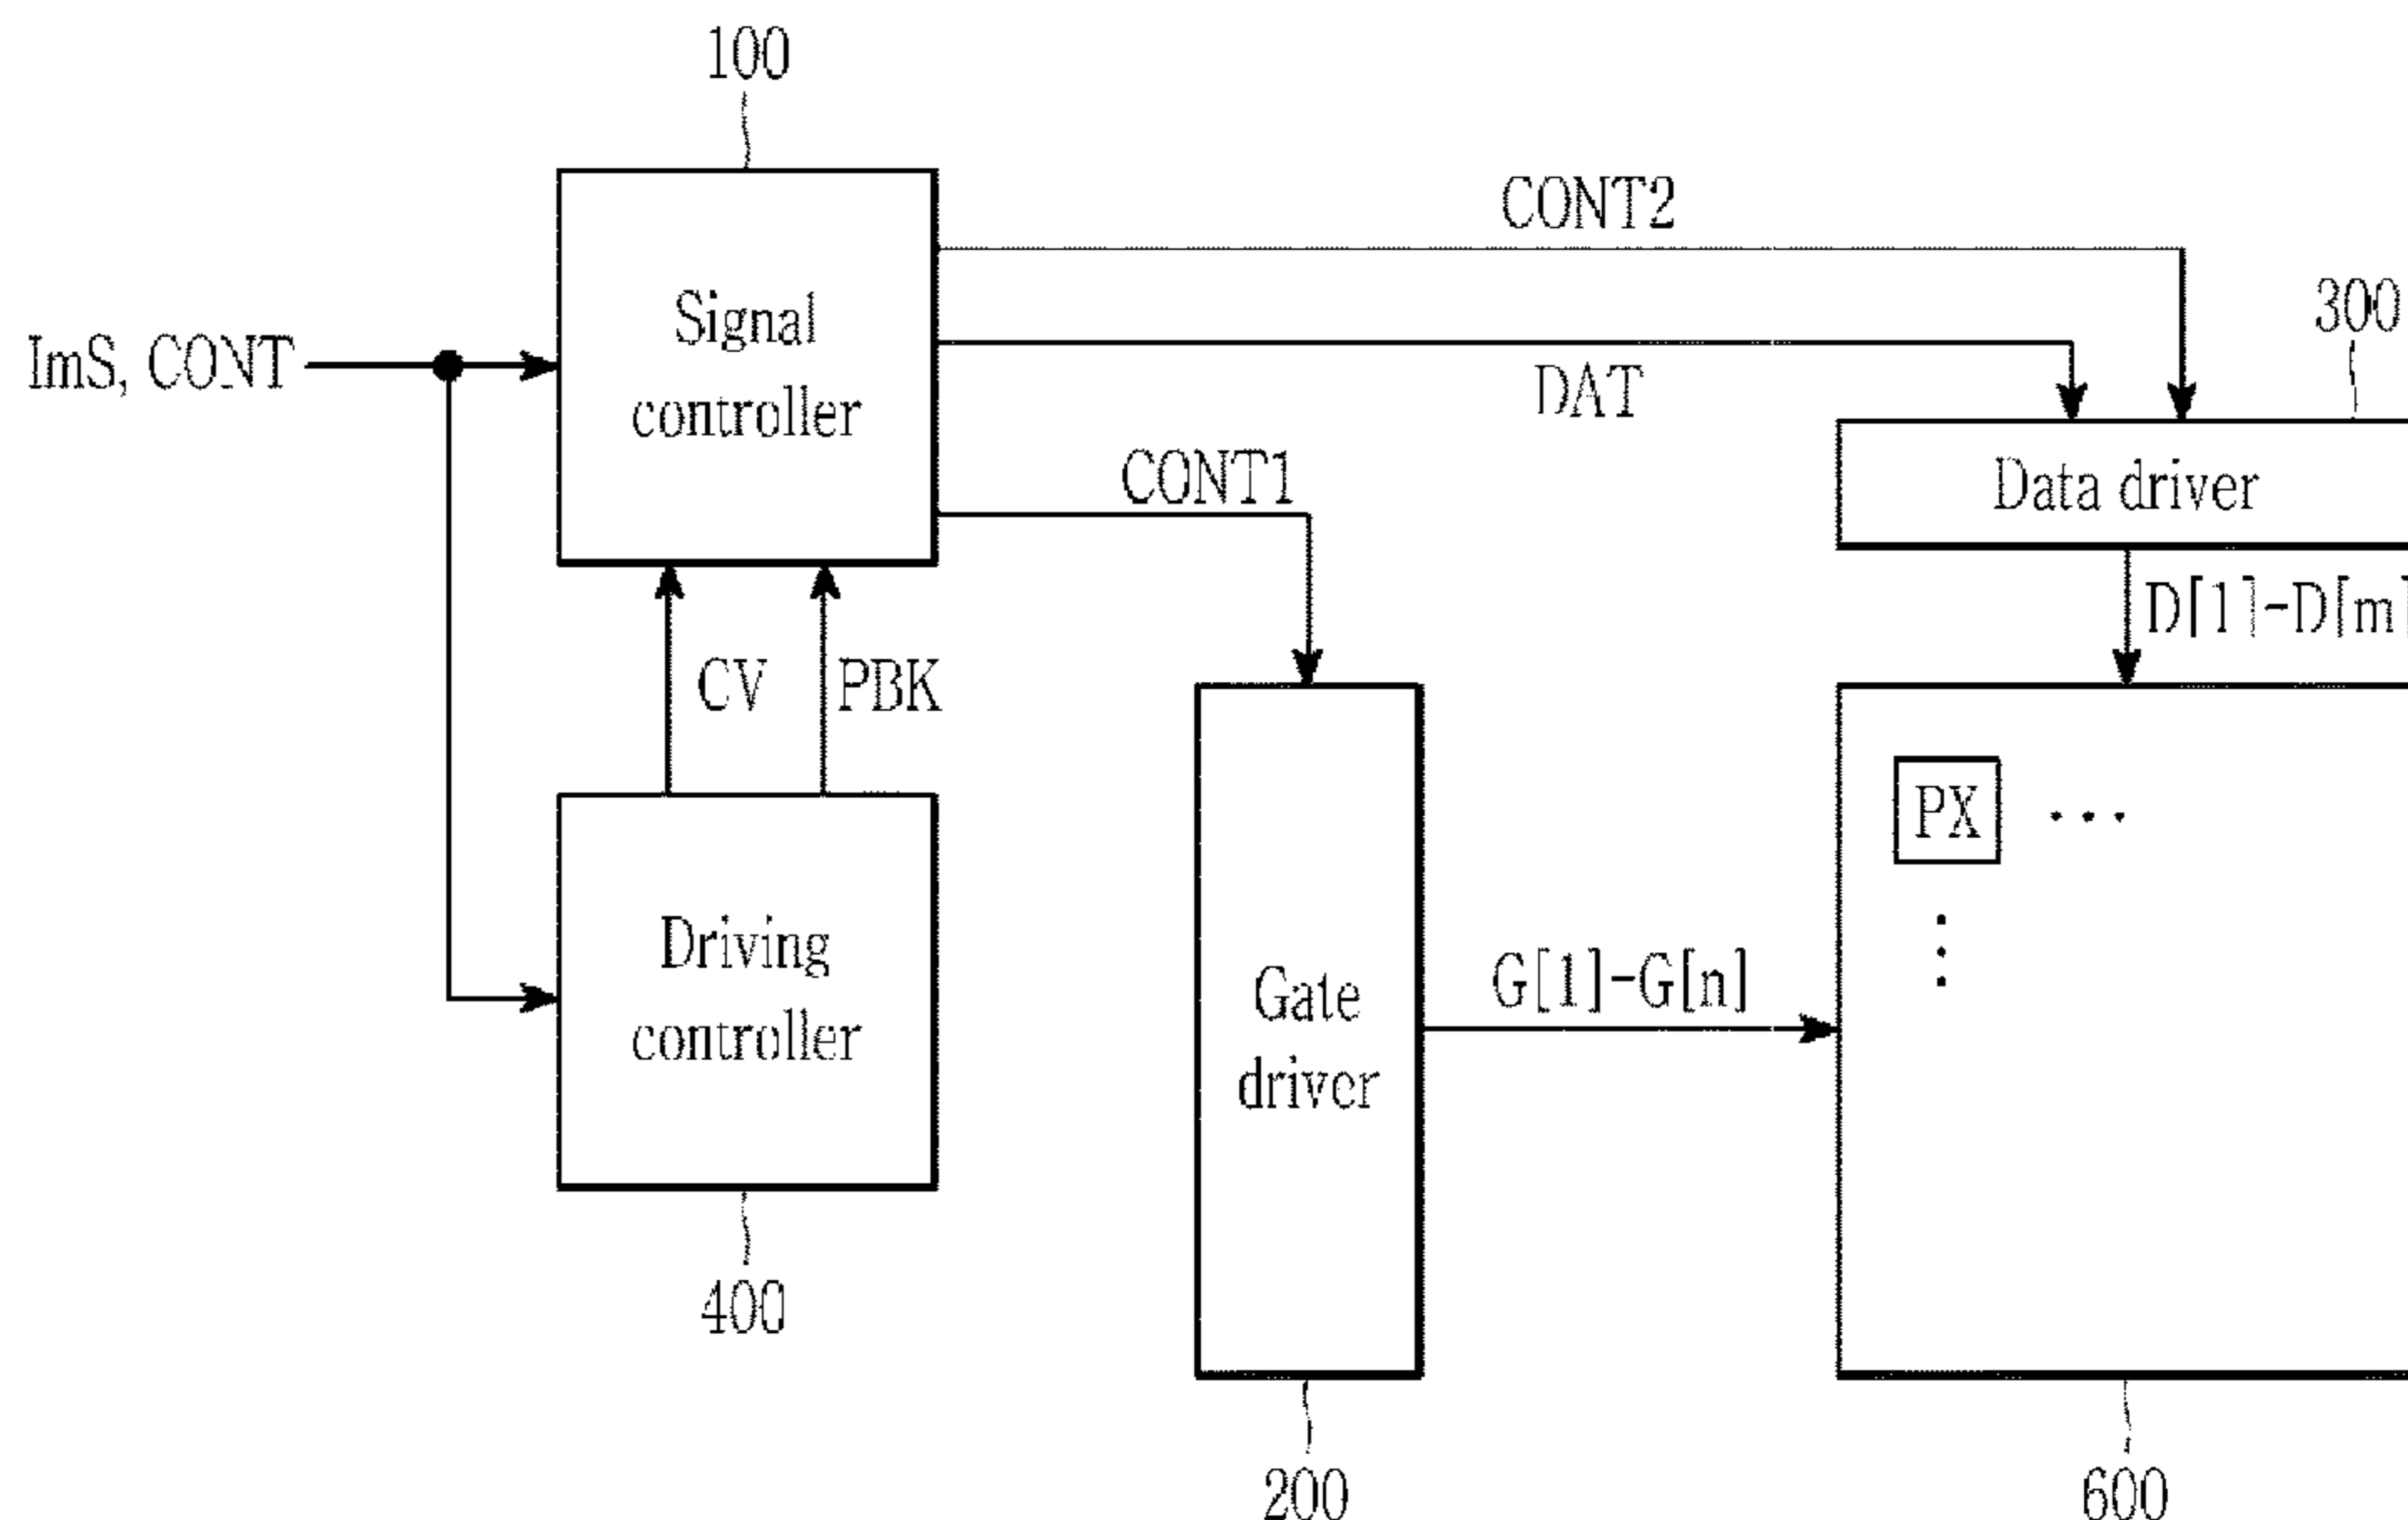 100
CONT2
Signal
controller
300
ImS, CONT
DAT
CONT1
Data driver
D[1]-D[m]
CV
PBK
PX
Driving
controller
Gate
driver
G[1]-G[n]
400
200
600